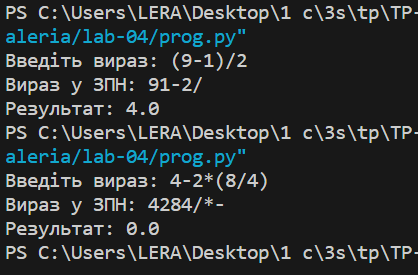 PS C:\Users\LERA\Desktop\1 c\3s\tp\TP-
aleria/lab-04/prog.py"
Введіть вираз: (9-1)/2
Вираз у ЗПН: 91-2/
Результат: 4.0
PS C:\Users\LERA\Desktop\1 c\3s\tp\TP-
aleria/lab-04/prog.py"
Введіть вираз: 4-2*(8/4)
Вираз у ЗПН: 4284/*-
Результат: 0.0
PS C:\Users\LERA\Desktop\1 c\3s\tp\TP-